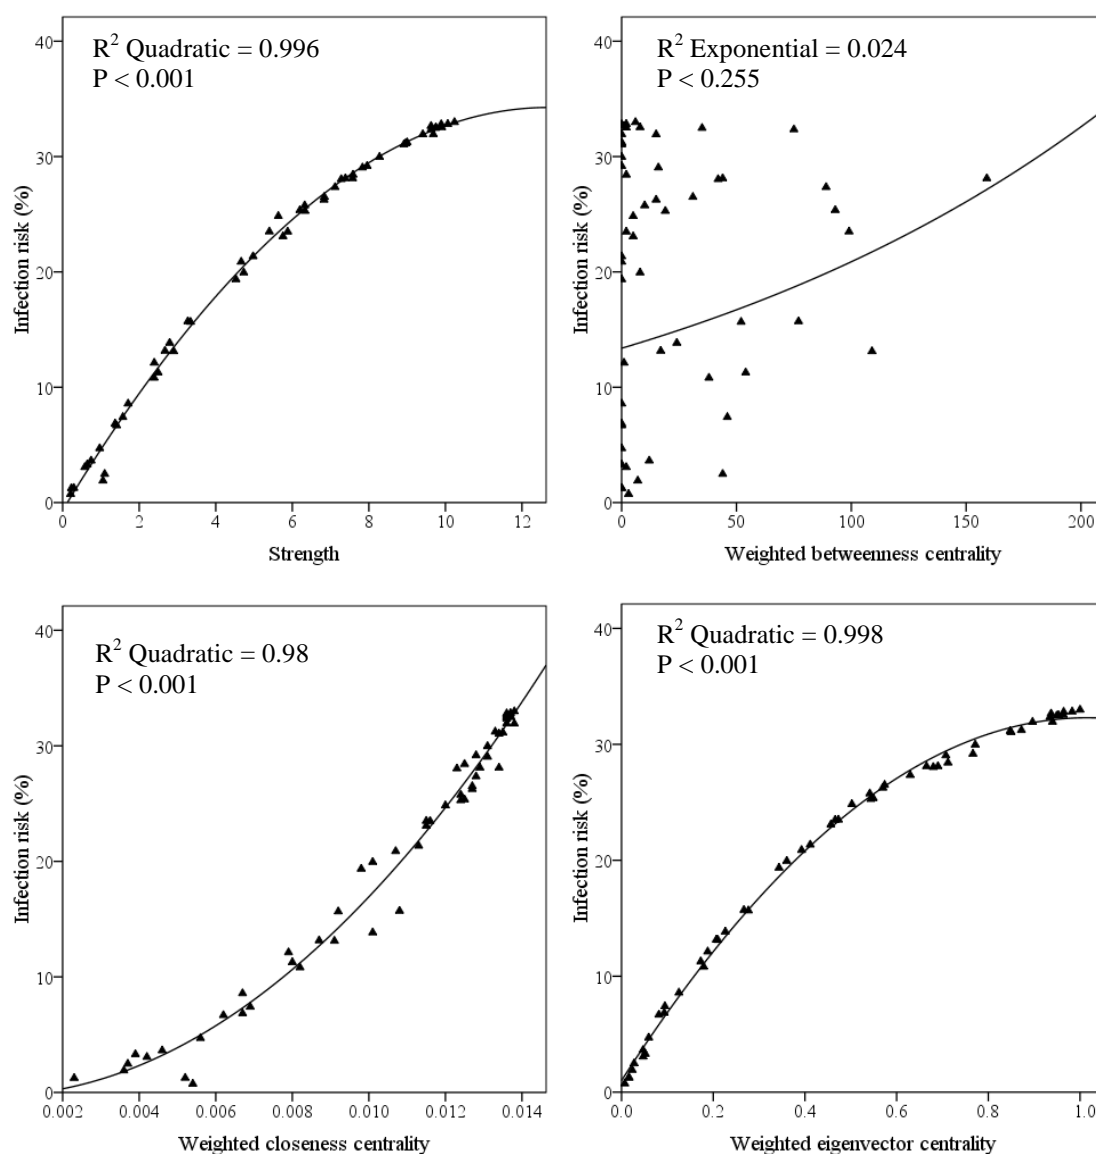 R² Quadratic = 0.996
P < 0.001
Infection risk (%)
40
30
20
10
0
0 2 4 6 8 10 12
Strength
R² Exponential = 0.024
P < 0.255
Infection risk (%)
40
30
20
10
0
0 50 100 150 200
Weighted betweenness centrality
R² Quadratic = 0.98
P < 0.001
Infection risk (%)
40
30
20
10
0
0.002 0.004 0.006 0.008 0.010 0.012 0.014
Weighted closeness centrality
R² Quadratic = 0.998
P < 0.001
Infection risk (%)
40
30
20
10
0
0.0 0.2 0.4 0.6 0.8 1.0
Weighted eigenvector centrality